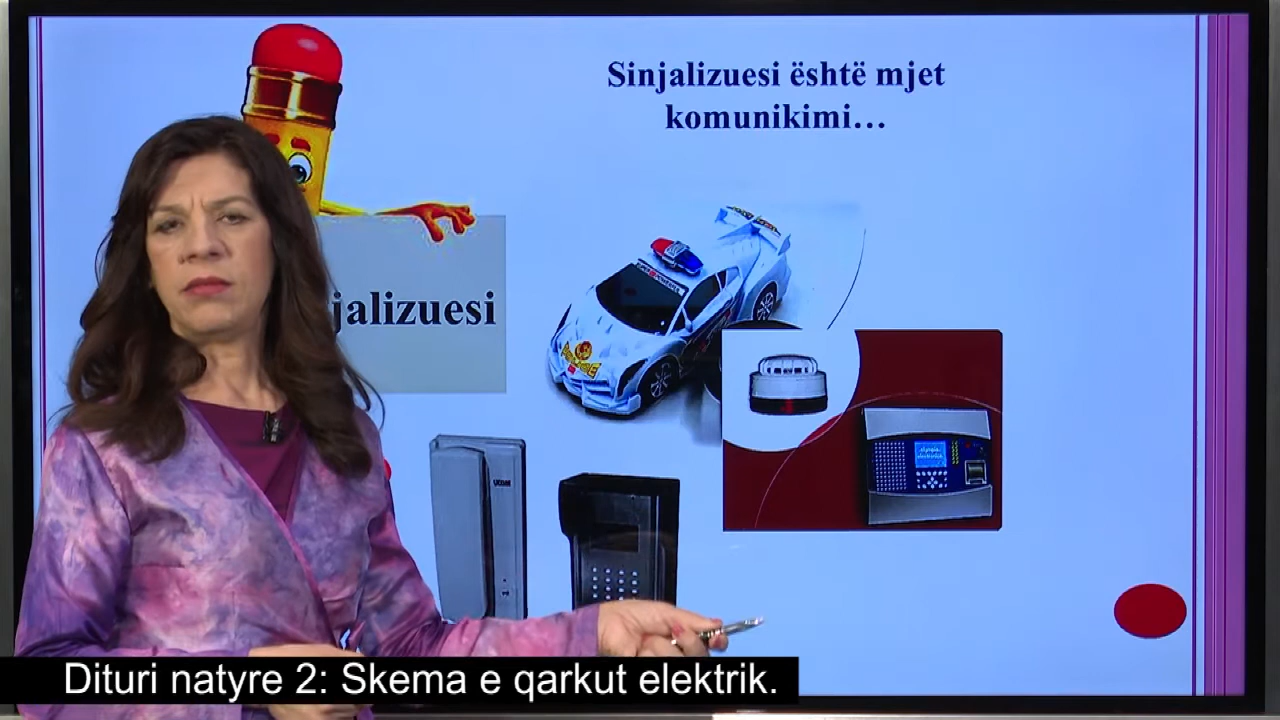 Sinjalizuesi është mjet
komunikimi...
jalizuesi
Dituri natyre 2: Skema e qarkut elektrik.